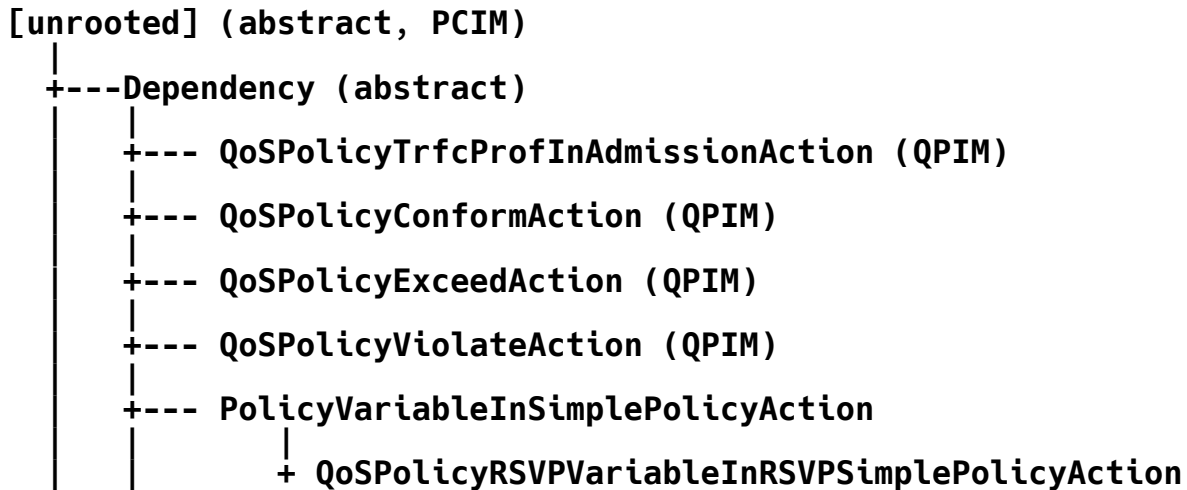 [unrooted] (abstract, PCIM)
|
+---Dependency (abstract)
|   |
|   +--- QoSPolicyTrfcProfInAdmissionAction (QPIM)
|   |
|   +--- QoSPolicyConformAction (QPIM)
|   |
|   +--- QoSPolicyExceedAction (QPIM)
|   |
|   +--- QoSPolicyViolateAction (QPIM)
|   |
|   +--- PolicyVariableInSimplePolicyAction
|   |      |
|   |      + QoSPolicyRSVPVariableInRSVPSimplePolicyAction